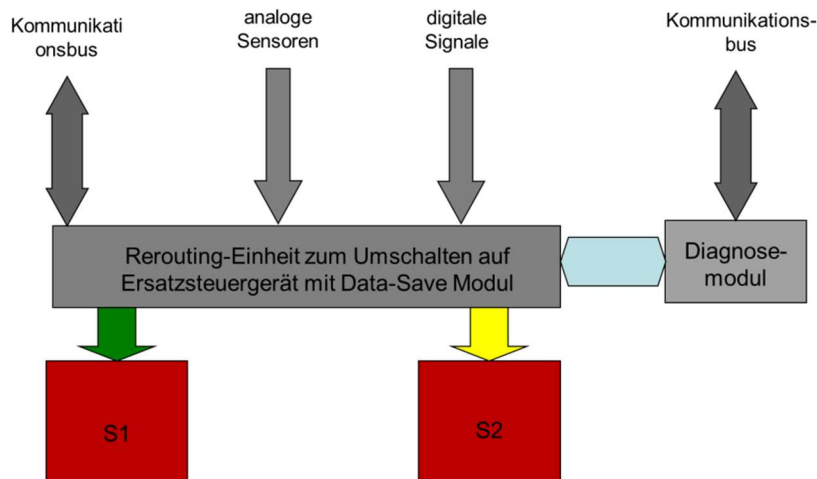 Kommunikati
onsbus
analoge
Sensoren
digitale
Signale
Kommunikations-
bus
Rerouting-Einheit zum Umschalten auf
Ersatzsteuergerät mit Data-Save Modul
Diagnose-
modul
S1
S2